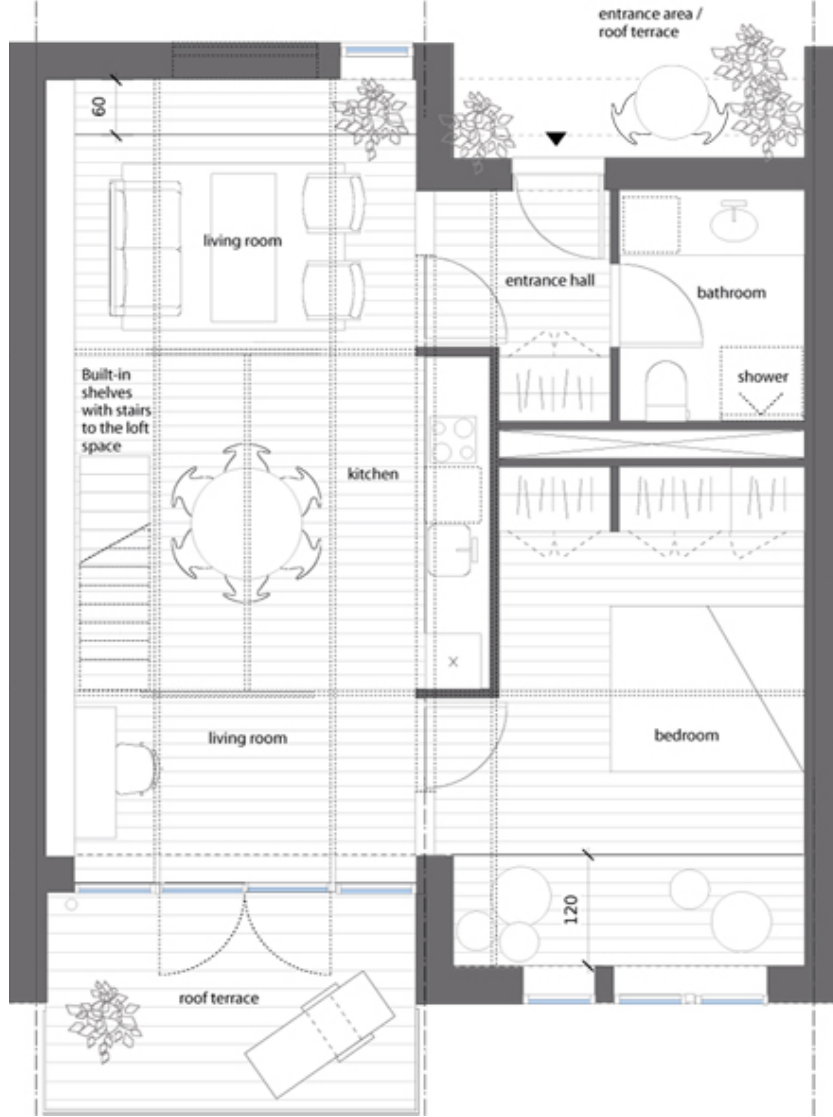 entrance area /
roof terrace
60
living room
entrance hall
bathroom
Built-in
shelves
with stairs
to the loft
space
shower
kitchen
living room
bedroom
120
roof terrace